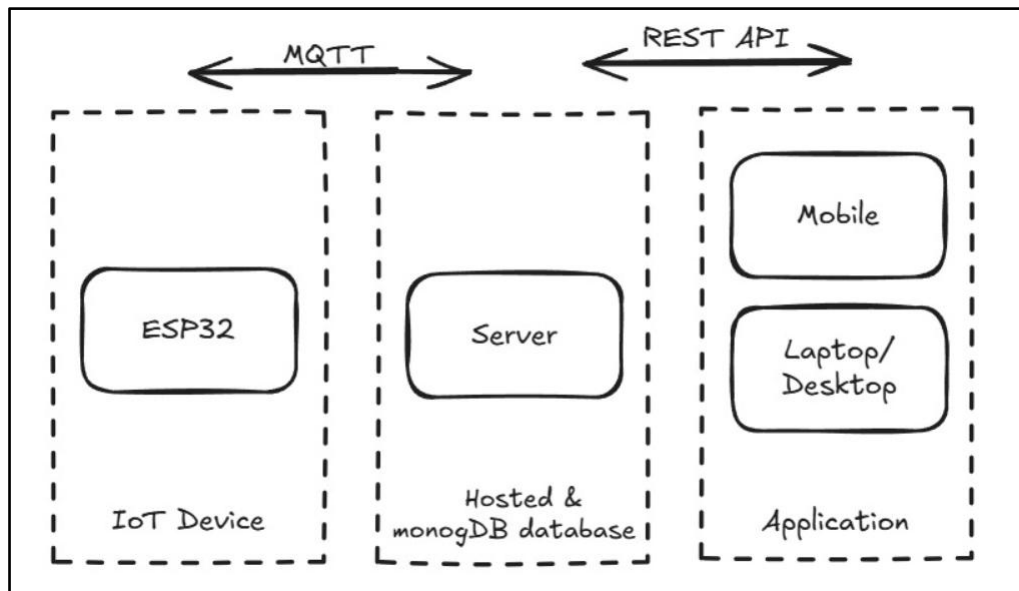 MQTT
REST API
ESP32
IoT Device
Server
Hosted &
monogDB database
Mobile
Laptop/
Desktop
Application